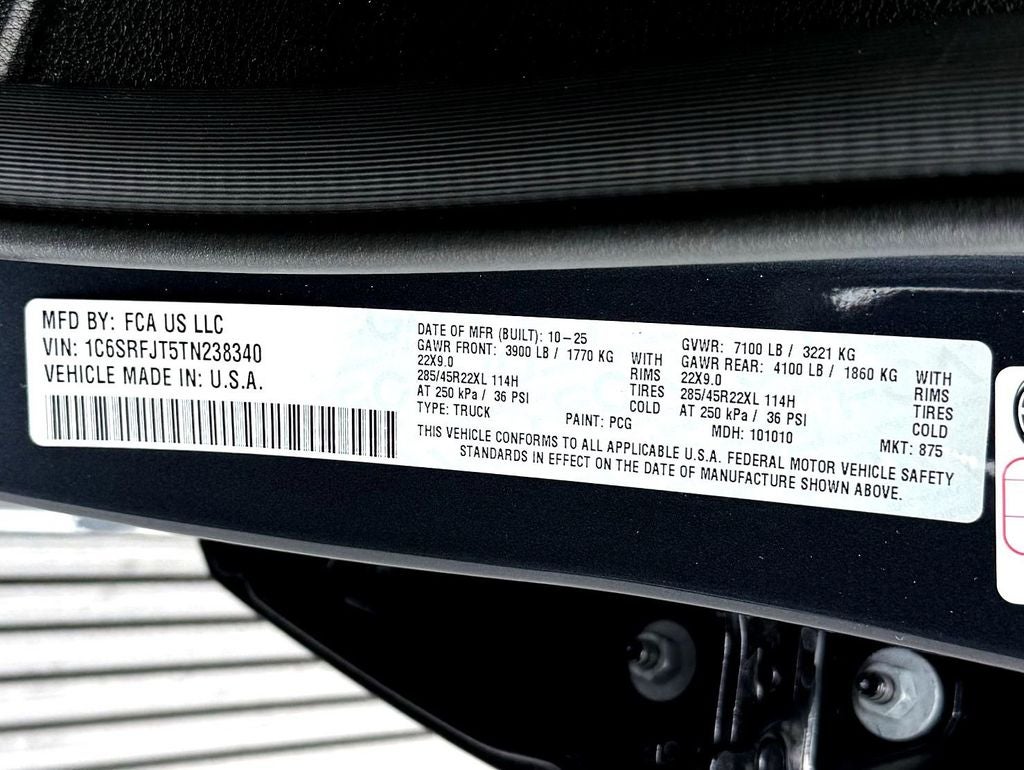 MFD BY: FCA US LLC
VIN: 1C6SRFJT5TN238340
VEHICLE MADE IN: U.S.A.
DATE OF MFR (BUILT): 10-25
GAWR FRONT: 3900 LB / 1770 KG WITH
22X9.0 RIMS
285/45R22XL 114H TIRES
AT 250 kPa / 36 PSI COLD
TYPE: TRUCK PAINT: PCG
GVWR: 7100 LB / 3221 KG
GAWR REAR: 4100 LB / 1860 KG WITH
22X9.0 RIMS
285/45R22XL 114H TIRES
AT 250 kPa / 36 PSI COLD
MDH: 101010 MKT: 875
THIS VEHICLE CONFORMS TO ALL APPLICABLE U.S.A. FEDERAL MOTOR VEHICLE SAFETY
STANDARDS IN EFFECT ON THE DATE OF MANUFACTURE SHOWN ABOVE.